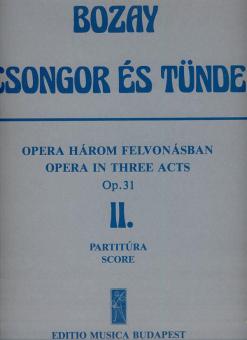 BOZAY
CSONGOR ÉS TÜNDE
OPERA HÁROM FELVONÁSBAN
OPERA IN THREE ACTS
Op. 31
II.
PARTITÚRA
SCORE
EDITIO MUSICA BUDAPEST